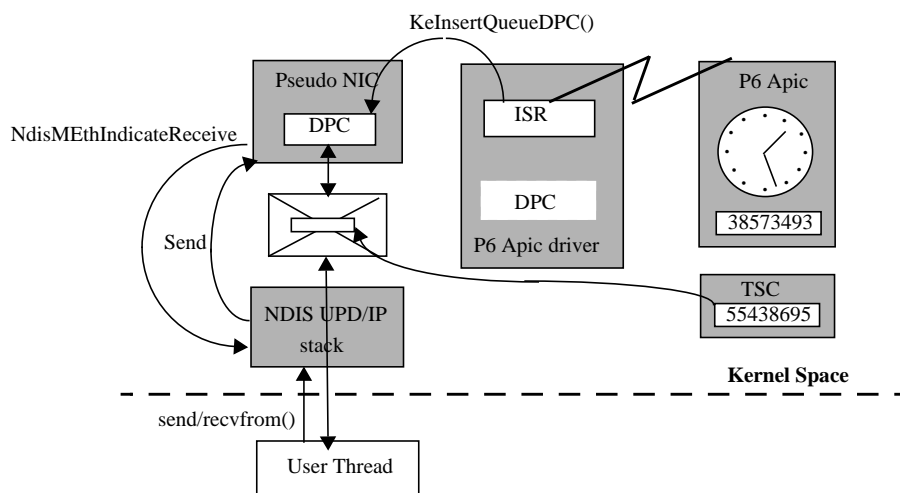 KeInsertQueueDPC()
Pseudo NIC
P6 Apic
DPC
ISR
NdisMEthIndicateReceive
DPC
38573493
Send
P6 Apic driver
TSC
55438695
NDIS UPD/IP
stack
Kernel Space
send/recvfrom()
User Thread